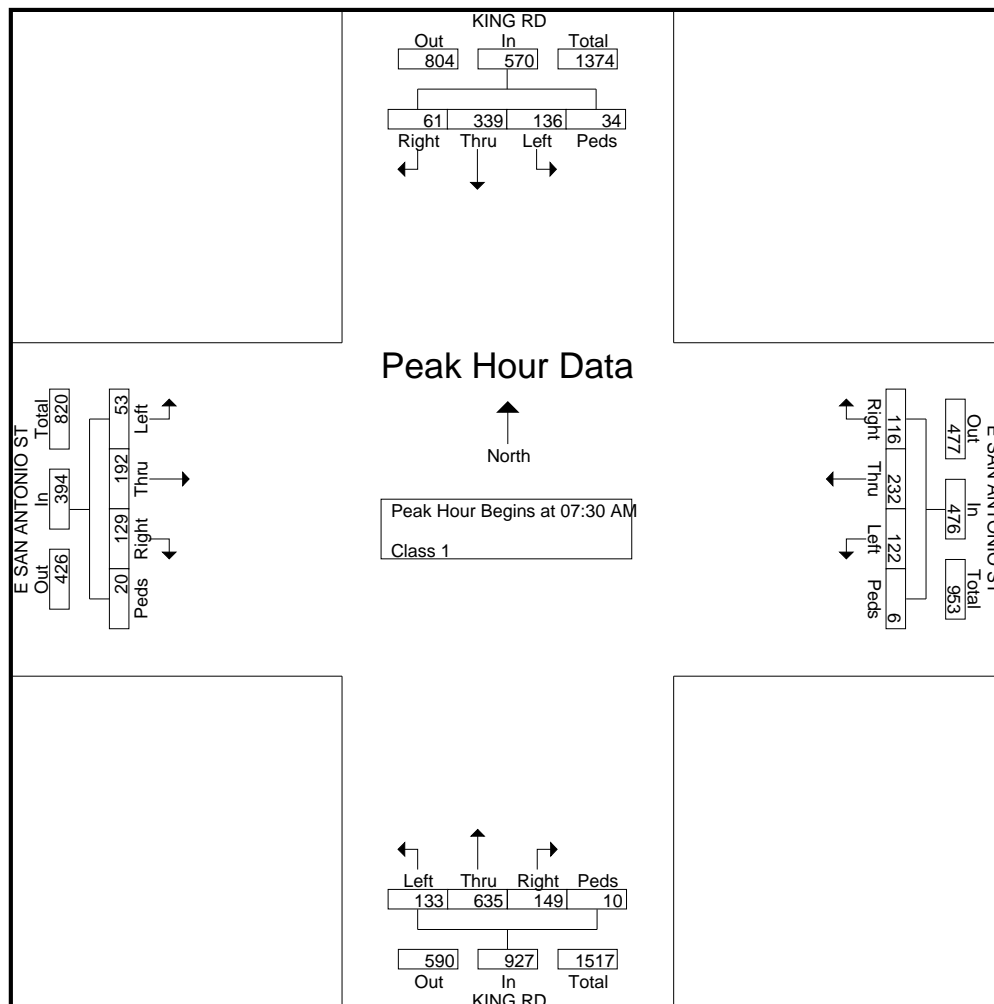 KING RD
Out In Total
804 570 1374
61 339 136 34
Right Thru Left Peds
Peak Hour Data
North
Peak Hour Begins at 07:30 AM
Class 1
E SAN ANTONIO ST
Out In Total
426 394 820
53 192 129 20
Left Thru Right Peds
E SAN ANTONIO ST
Out In Total
477 476 953
116 232 122 6
Right Thru Left Peds
Left Thru Right Peds
133 635 149 10
590 927 1517
Out In Total
KING RD